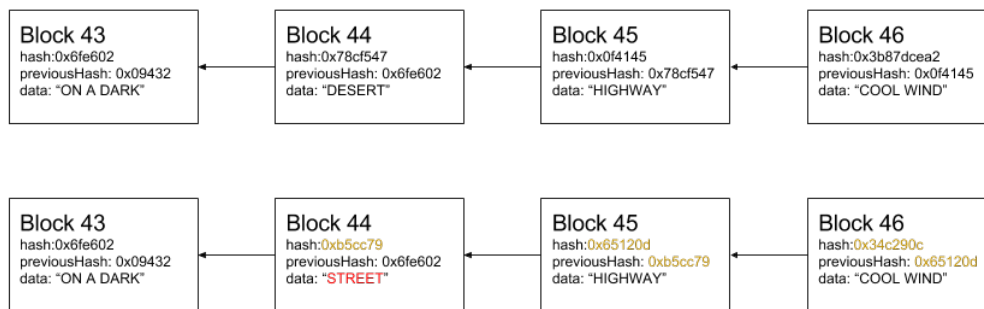 Block 43
hash:0x6fe602
previousHash: 0x09432
data: “ON A DARK”
Block 44
hash:0x78cf547
previousHash: 0x6fe602
data: “DESERT”
Block 45
hash:0x0f4145
previousHash: 0x78cf547
data: “HIGHWAY”
Block 46
hash:0x3b87dcea2
previousHash: 0x0f4145
data: “COOL WIND”
Block 43
hash:0x6fe602
previousHash: 0x09432
data: “ON A DARK”
Block 44
hash:0xb5cc79
previousHash: 0x6fe602
data: “STREET”
Block 45
hash:0x65120d
previousHash: 0xb5cc79
data: “HIGHWAY”
Block 46
hash:0x34c290c
previousHash: 0x65120d
data: “COOL WIND”